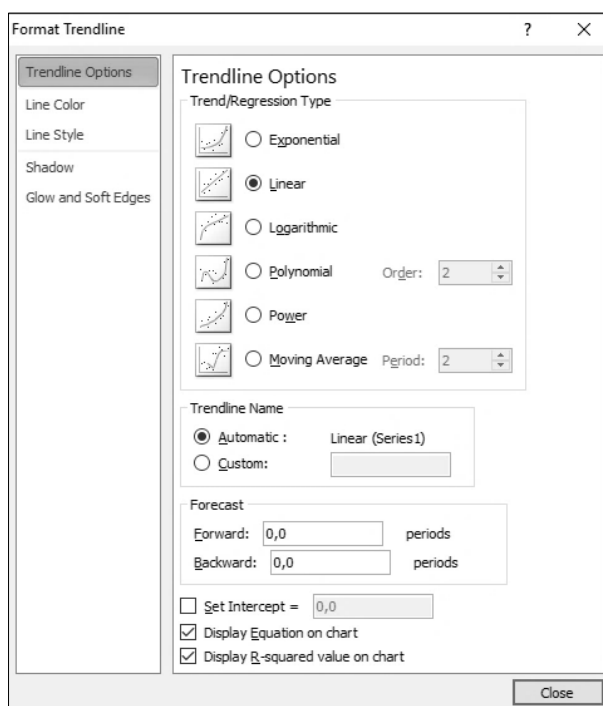 Format Trendline ?
Trendline Options
Line Color
Line Style
Shadow
Glow and Soft Edges
Trendline Options
Trend/Regression Type
Exponential
Linear
Logarithmic
Polynomial Order: 2
Power
Moving Average Period: 2
Trendline Name
Automatic : Linear (Series1)
Custom:
Forecast
Forward: 0,0 periods
Backward: 0,0 periods
Set Intercept = 0,0
Display Equation on chart
Display R-squared value on chart
Close